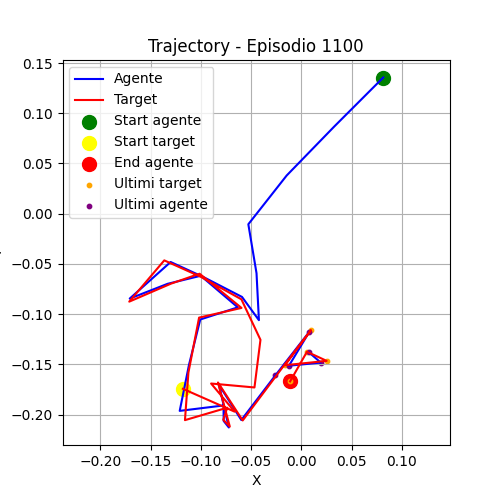 Trajectory - Episodio 1100
Agente
Target
Start agente
Start target
End agente
Ultimi target
Ultimi agente
0.15
0.10
0.05
0.00
−0.05
−0.10
−0.15
−0.20
−0.20 −0.15 −0.10 −0.05 0.00 0.05 0.10
X